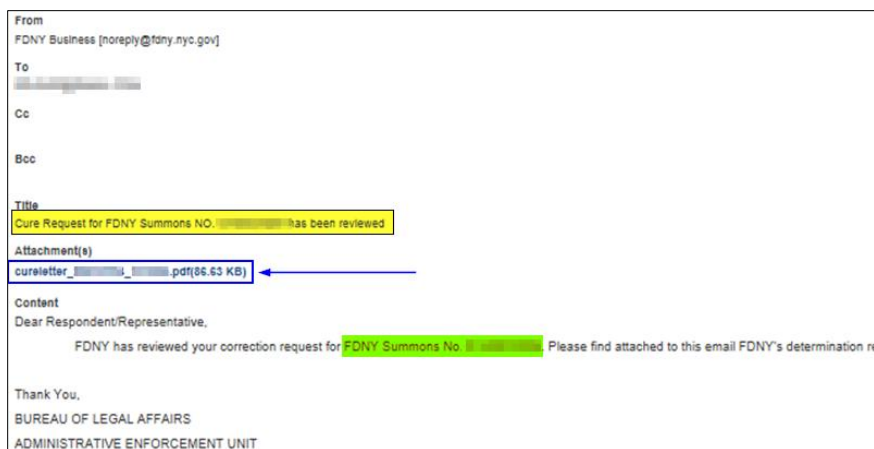 From
FDNY Business [noreply@fdny.nyc.gov]
To
Cc
Bcc
Title
Cure Request for FDNY Summons NO. has been reviewed
Attachment(s)
cureletter_ _ .pdf(86.63 KB)
Content
Dear Respondent/Representative,
FDNY has reviewed your correction request for FDNY Summons No. . Please find attached to this email FDNY's determination re
Thank You,
BUREAU OF LEGAL AFFAIRS
ADMINISTRATIVE ENFORCEMENT UNIT